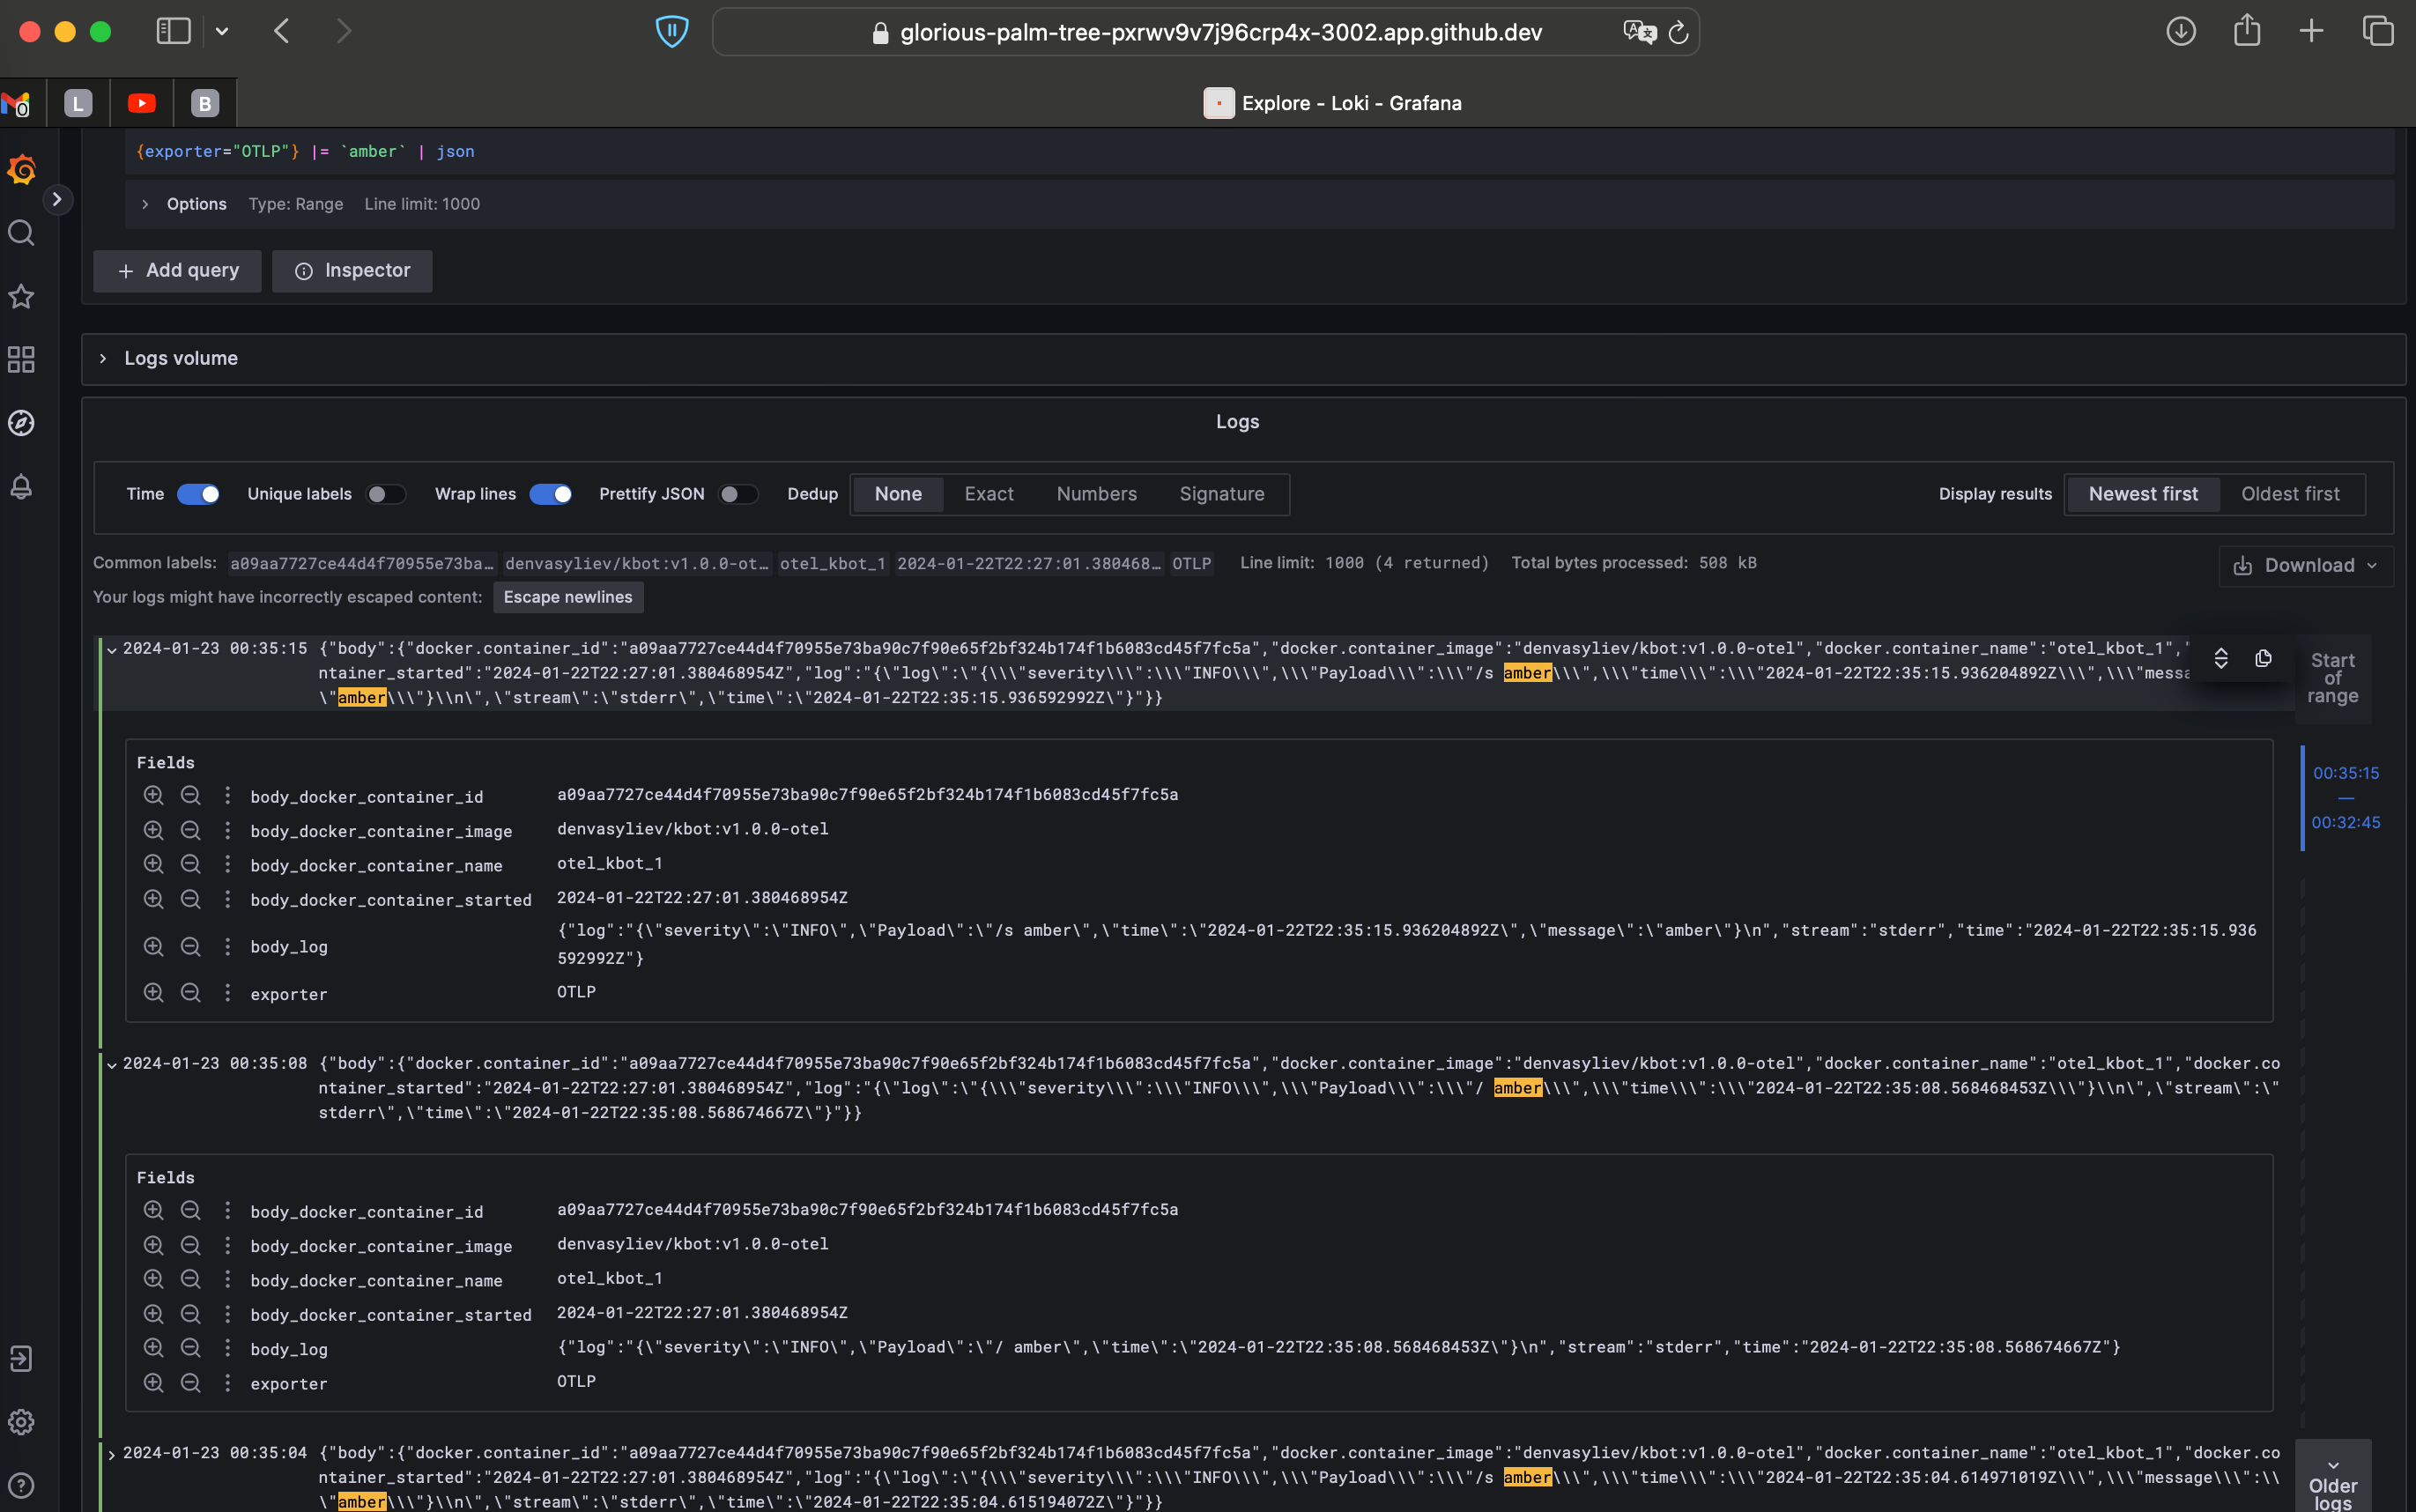 glorious-palm-tree-pxrwv9v7j96crp4x-3002.app.github.dev
0 L B Explore - Loki - Grafana
{exporter="OTLP"} |= `amber` | json
Options Type: Range Line limit: 1000
+ Add query Inspector
Logs volume
Logs
Time Unique labels Wrap lines Prettify JSON Dedup None Exact Numbers Signature Display results Newest first Oldest first
Common labels: a09aa7727ce44d4f70955e73ba… denvasyliev/kbot:v1.0.0-ot… otel_kbot_1 2024-01-22T22:27:01.380468… OTLP Line limit: 1000 (4 returned) Total bytes processed: 508 kB Download
Your logs might have incorrectly escaped content: Escape newlines
2024-01-23 00:35:15 {"body":{"docker.container_id":"a09aa7727ce44d4f70955e73ba90c7f90e65f2bf324b174f1b6083cd45f7fc5a","docker.container_image":"denvasyliev/kbot:v1.0.0-otel","docker.container_name":"otel_kbot_1","
ntainer_started":"2024-01-22T22:27:01.380468954Z","log":"{\"log\":\"{\\\"severity\\\":\\\"INFO\\\",\\\"Payload\\\":\\\"/s amber\\\",\\\"time\\\":\\\"2024-01-22T22:35:15.936204892Z\\\",\\\"messa
\"amber\\\"}\\n\",\"stream\":\"stderr\",\"time\":\"2024-01-22T22:35:15.936592992Z\"}"}}
Start
of
range
Fields
body_docker_container_id a09aa7727ce44d4f70955e73ba90c7f90e65f2bf324b174f1b6083cd45f7fc5a
body_docker_container_image denvasyliev/kbot:v1.0.0-otel
body_docker_container_name otel_kbot_1
body_docker_container_started 2024-01-22T22:27:01.380468954Z
body_log {"log":"{\"severity\":\"INFO\",\"Payload\":\"/s amber\",\"time\":\"2024-01-22T22:35:15.936204892Z\",\"message\":\"amber\"}\n","stream":"stderr","time":"2024-01-22T22:35:15.936
592992Z"}
exporter OTLP
00:35:15
—
00:32:45
2024-01-23 00:35:08 {"body":{"docker.container_id":"a09aa7727ce44d4f70955e73ba90c7f90e65f2bf324b174f1b6083cd45f7fc5a","docker.container_image":"denvasyliev/kbot:v1.0.0-otel","docker.container_name":"otel_kbot_1","docker.co
ntainer_started":"2024-01-22T22:27:01.380468954Z","log":"{\"log\":\"{\\\"severity\\\":\\\"INFO\\\",\\\"Payload\\\":\\\"/ amber\\\",\\\"time\\\":\\\"2024-01-22T22:35:08.568468453Z\\\"}\\n\",\"stream\":\"
stderr\",\"time\":\"2024-01-22T22:35:08.568674667Z\"}"}}
Fields
body_docker_container_id a09aa7727ce44d4f70955e73ba90c7f90e65f2bf324b174f1b6083cd45f7fc5a
body_docker_container_image denvasyliev/kbot:v1.0.0-otel
body_docker_container_name otel_kbot_1
body_docker_container_started 2024-01-22T22:27:01.380468954Z
body_log {"log":"{\"severity\":\"INFO\",\"Payload\":\"/ amber\",\"time\":\"2024-01-22T22:35:08.568468453Z\"}\n","stream":"stderr","time":"2024-01-22T22:35:08.568674667Z"}
exporter OTLP
2024-01-23 00:35:04 {"body":{"docker.container_id":"a09aa7727ce44d4f70955e73ba90c7f90e65f2bf324b174f1b6083cd45f7fc5a","docker.container_image":"denvasyliev/kbot:v1.0.0-otel","docker.container_name":"otel_kbot_1","docker.co
ntainer_started":"2024-01-22T22:27:01.380468954Z","log":"{\"log\":\"{\\\"severity\\\":\\\"INFO\\\",\\\"Payload\\\":\\\"/s amber\\\",\\\"time\\\":\\\"2024-01-22T22:35:04.614971019Z\\\",\\\"message\\\":\\
\"amber\\\"}\\n\",\"stream\":\"stderr\",\"time\":\"2024-01-22T22:35:04.615194072Z\"}"}}
Older
logs